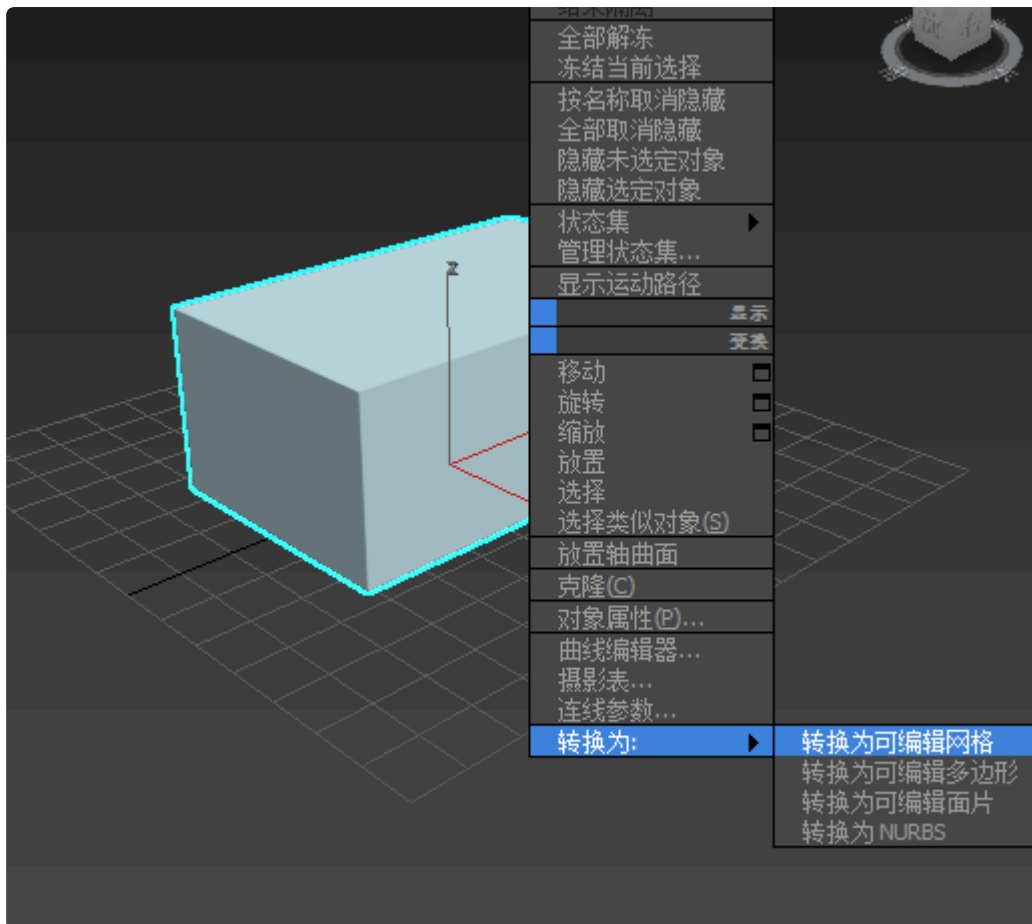 全部解冻
冻结当前选择
按名称取消隐藏
全部取消隐藏
隐藏未选定对象
隐藏选定对象
状态集
管理状态集...
显示运动路径
显示
变换
移动
旋转
缩放
放置
选择
选择类似对象(S)
放置轴曲面
克隆(C)
对象属性(P)...
曲线编辑器...
摄影表...
连线参数...
转换为:
转换为可编辑网格
转换为可编辑多边形
转换为可编辑面片
转换为 NURBS
z